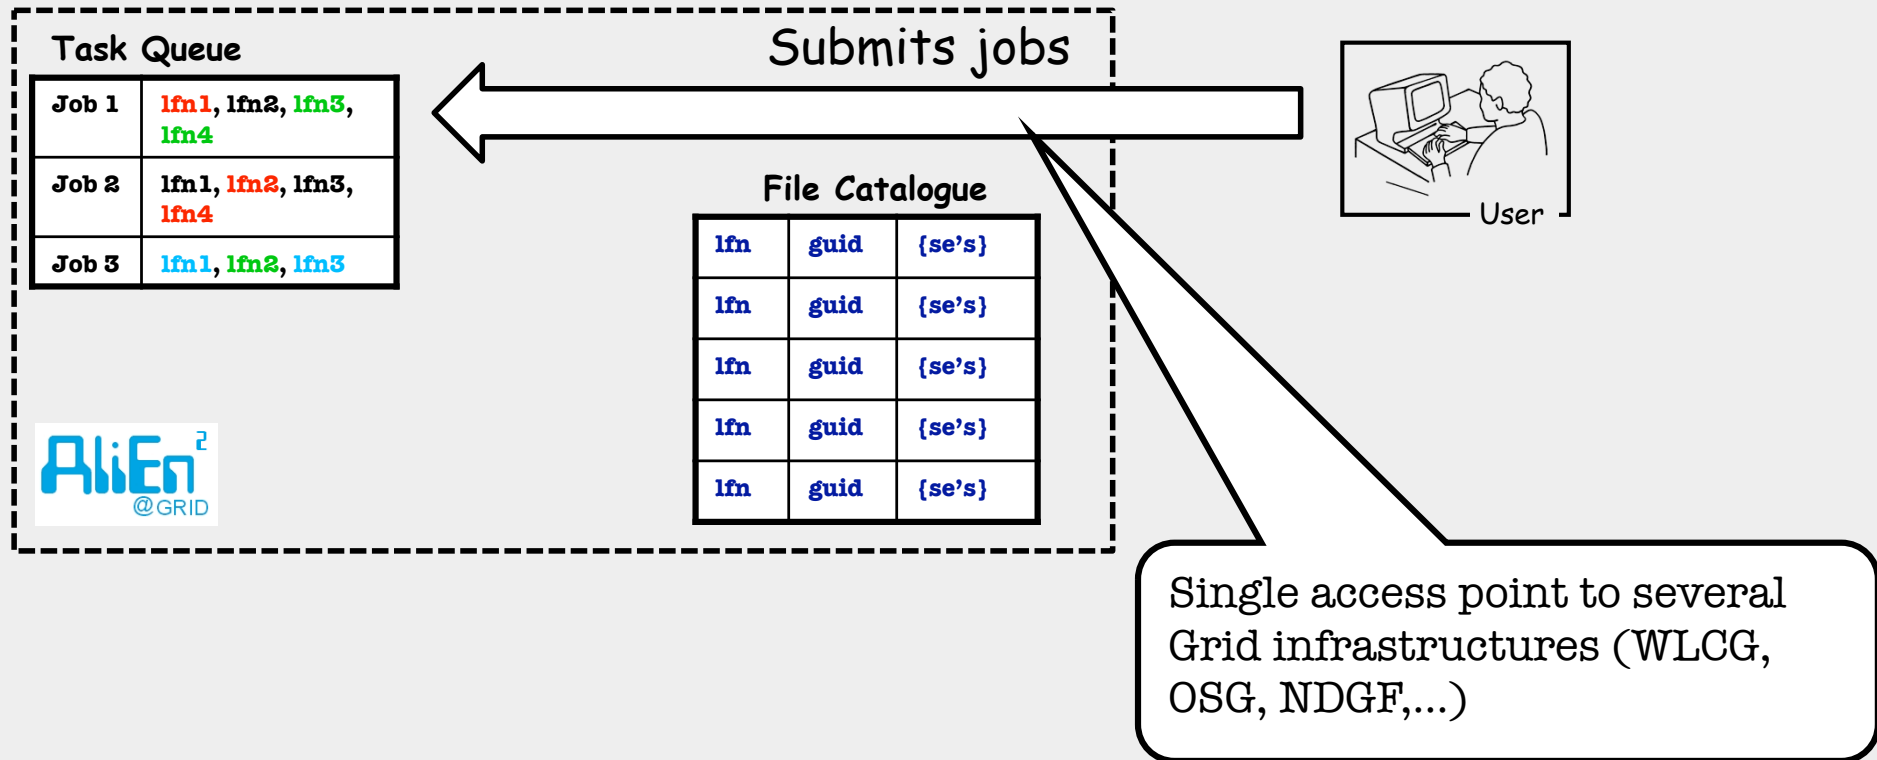 Task Queue
Submits jobs
Job 1 lfn1, lfn2, lfn3,
lfn4
Job 2 lfn1, lfn2, lfn3,
lfn4
Job 3 lfn1, lfn2, lfn3
User
File Catalogue
lfn guid {se's}
lfn guid {se's}
lfn guid {se's}
lfn guid {se's}
lfn guid {se's}
AliEn2
@GRID
Single access point to several
Grid infrastructures (WLCG,
OSG, NDGF,...)